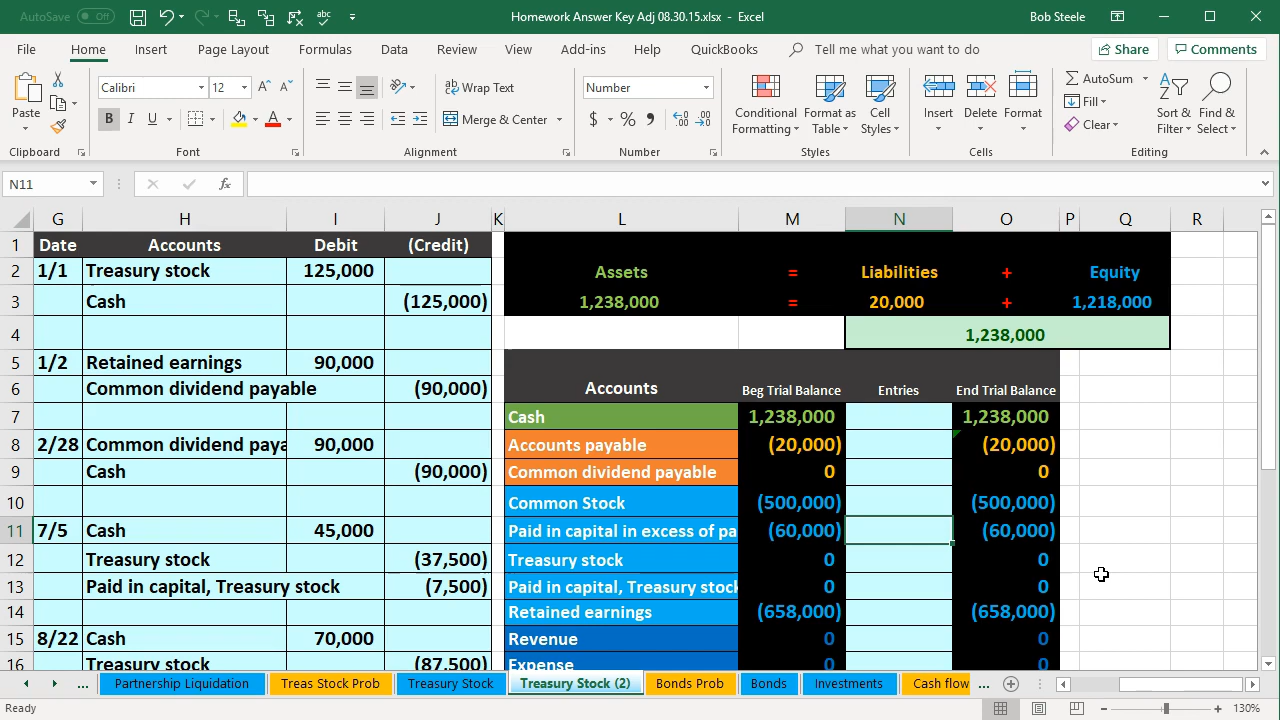 AutoSave Off Homework Answer Key Adj 08.30.15.xlsx - Excel Bob Steele
File Home Insert Page Layout Formulas Data Review View Add-ins Help QuickBooks Tell me what you want to do Share Comments
Paste Calibri 12 Wrap Text Number Conditional Formatting Format as Table Cell Styles Insert Delete Format AutoSum Sort & Filter Find & Select
B I U A Merge & Center $ % Fill Clear
Clipboard Font Alignment Number Styles Cells Editing
N11 fx
G H I J K L M N O P Q R
1 Date Accounts Debit (Credit)
2 1/1 Treasury stock 125,000 Assets = Liabilities + Equity
3 Cash (125,000) 1,238,000 = 20,000 + 1,218,000
4 1,238,000
5 1/2 Retained earnings 90,000
6 Common dividend payable (90,000) Accounts Beg Trial Balance Entries End Trial Balance
7 Cash 1,238,000 1,238,000
8 2/28 Common dividend paya 90,000 Accounts payable (20,000) (20,000)
9 Cash (90,000) Common dividend payable 0 0
10 Common Stock (500,000) (500,000)
11 7/5 Cash 45,000 Paid in capital in excess of pa (60,000) (60,000)
12 Treasury stock (37,500) Treasury stock 0 0
13 Paid in capital, Treasury stock (7,500) Paid in capital, Treasury stock 0 0
14 Retained earnings (658,000) (658,000)
15 8/22 Cash 70,000 Revenue 0 0
16 Treasury stock (87,500) Expense 0 0
... Partnership Liquidation Treas Stock Prob Treasury Stock Treasury Stock (2) Bonds Prob Bonds Investments Cash flow ...
Ready 130%